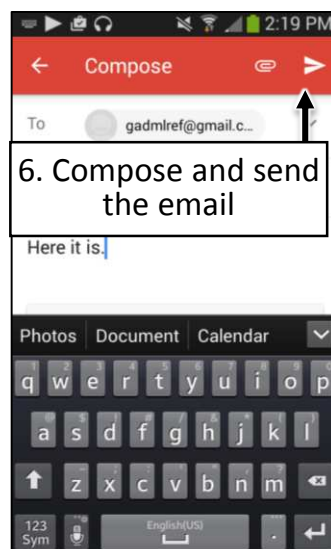 2:19 PM
Compose
To gadmlref@gmail.c...
6. Compose and send
the email
Here it is.
Photos Document Calendar
q w e r t y u i o p
a s d f g h j k l
z x c v b n m
123 English(US) .
Sym